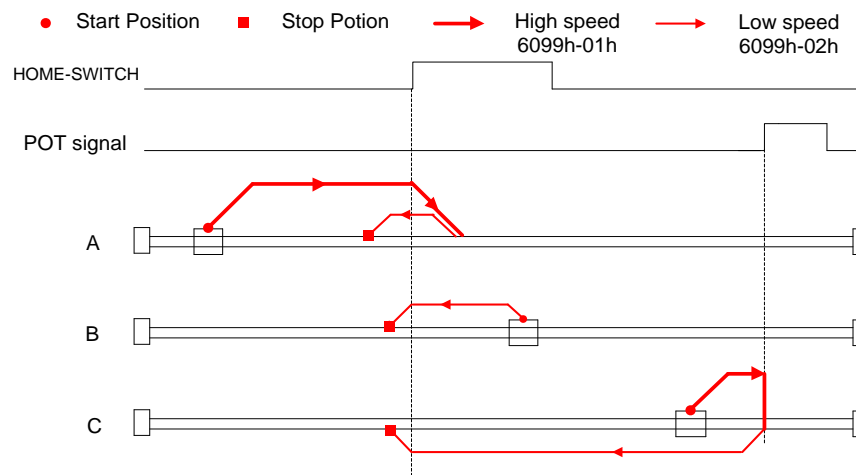 Start Position
Stop Potion
High speed
6099h-01h
Low speed
6099h-02h
HOME-SWITCH
POT signal
A
B
C